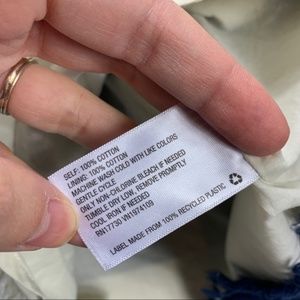 SELF: 100% COTTON
LINING: 100% COTTON
MACHINE WASH COLD WITH LIKE COLORS
GENTLE CYCLE
ONLY NON-CHLORINE BLEACH IF NEEDED
TUMBLE DRY LOW, REMOVE PROMPTLY
COOL IRON IF NEEDED
RN17730 VN1974109
LABEL MADE FROM 100% RECYCLED PLASTIC